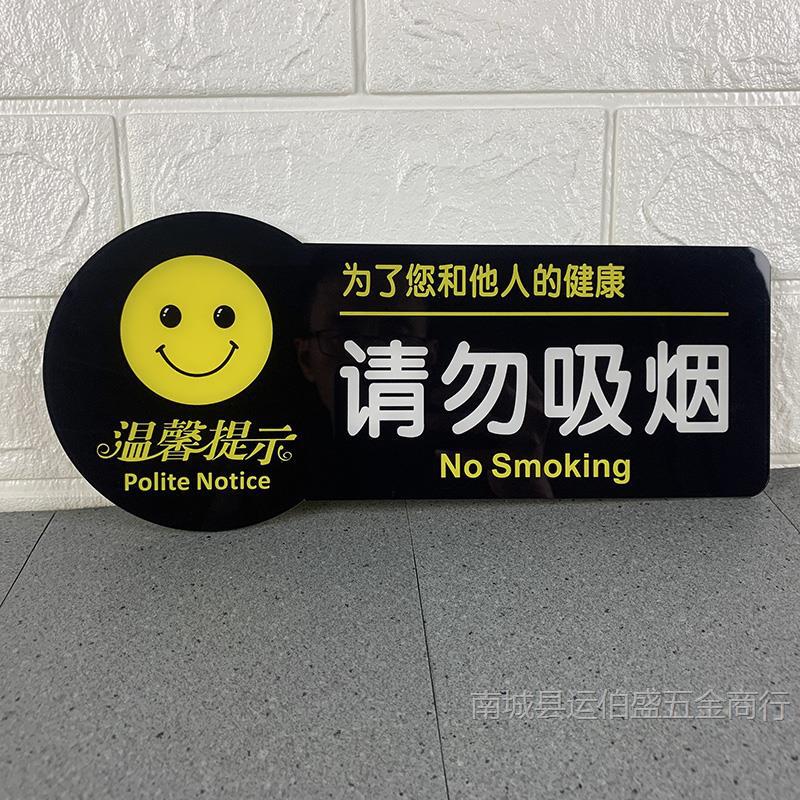 温馨提示
Polite Notice
为了您和他人的健康
请勿吸烟
No Smoking
南城县运伯盛五金商行